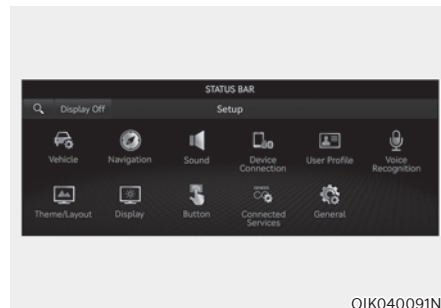 STATUS BAR
Display Off
Setup
Vehicle
Navigation
Sound
Device
Connection
User Profile
Voice
Recognition
Theme/Layout
Display
Button
Connected
Services
General
OIK040091N